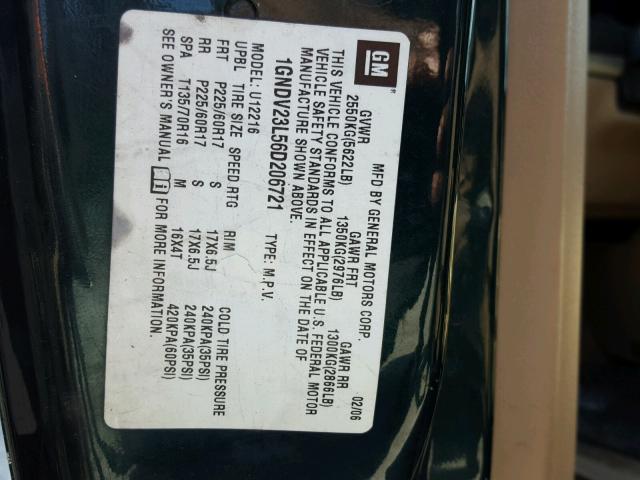 GM
MFD BY GENERAL MOTORS CORP. 02/06
GVWR GAWR FRT GAWR RR
2550KG(5622LB) 1350KG(2976LB) 1300KG(2866LB)
THIS VEHICLE CONFORMS TO ALL APPLICABLE U.S. FEDERAL MOTOR
VEHICLE SAFETY STANDARDS IN EFFECT ON THE DATE OF
MANUFACTURE SHOWN ABOVE.
1GNDV23L56D206721 TYPE: M.P.V.
MODEL: U12216
UPBL TIRE SIZE SPEED RTG RIM COLD TIRE PRESSURE
FRT P225/60R17 S 17X6.5J 240KPA(35PSI)
RR P225/60R17 S 17X6.5J 240KPA(35PSI)
SPA T135/70R16 M 16X4T 420KPA(60PSI)
SEE OWNER'S MANUAL FOR MORE INFORMATION.